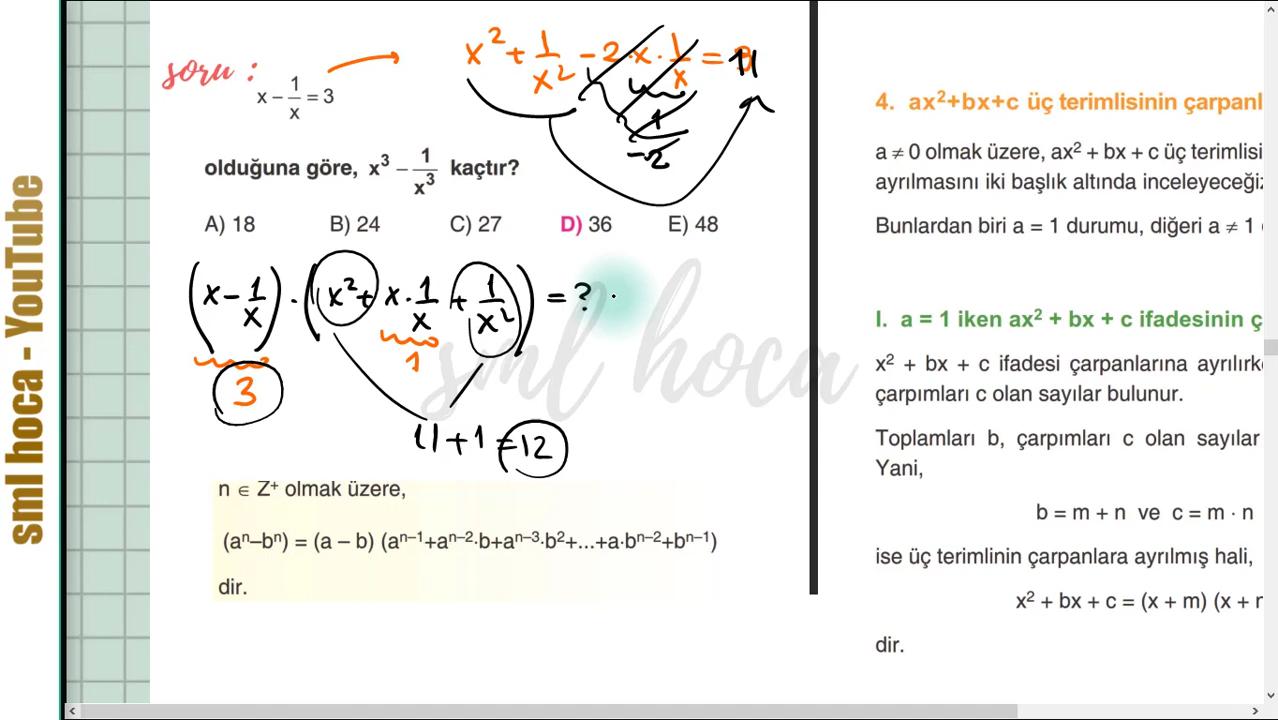 sml hoca - YouTube
soru :
x - 1/x = 3
x² + 1/x² - 2·x·1/x = 11
1
-2
olduğuna göre, x³ - 1/x³ kaçtır?
A) 18 B) 24 C) 27 D) 36 E) 48
(x - 1/x) · (x² + x·1/x + 1/x²) = ?
3
1
11 + 1 = 12
sml hoca
n ∈ Z⁺ olmak üzere,
(aⁿ–bⁿ) = (a – b) (aⁿ⁻¹+aⁿ⁻²·b+aⁿ⁻³·b²+...+a·bⁿ⁻²+bⁿ⁻¹)
dir.
4. ax²+bx+c üç terimlisinin çarpanl
a ≠ 0 olmak üzere, ax² + bx + c üç terimlisi
ayrılmasını iki başlık altında inceleyeceği
Bunlardan biri a = 1 durumu, diğeri a ≠ 1
I. a = 1 iken ax² + bx + c ifadesinin ç
x² + bx + c ifadesi çarpanlarına ayrılırk
çarpımları c olan sayılar bulunur.
Toplamları b, çarpımları c olan sayılar
Yani,
b = m + n ve c = m · n
ise üç terimlinin çarpanlara ayrılmış hali,
x² + bx + c = (x + m) (x + n
dir.